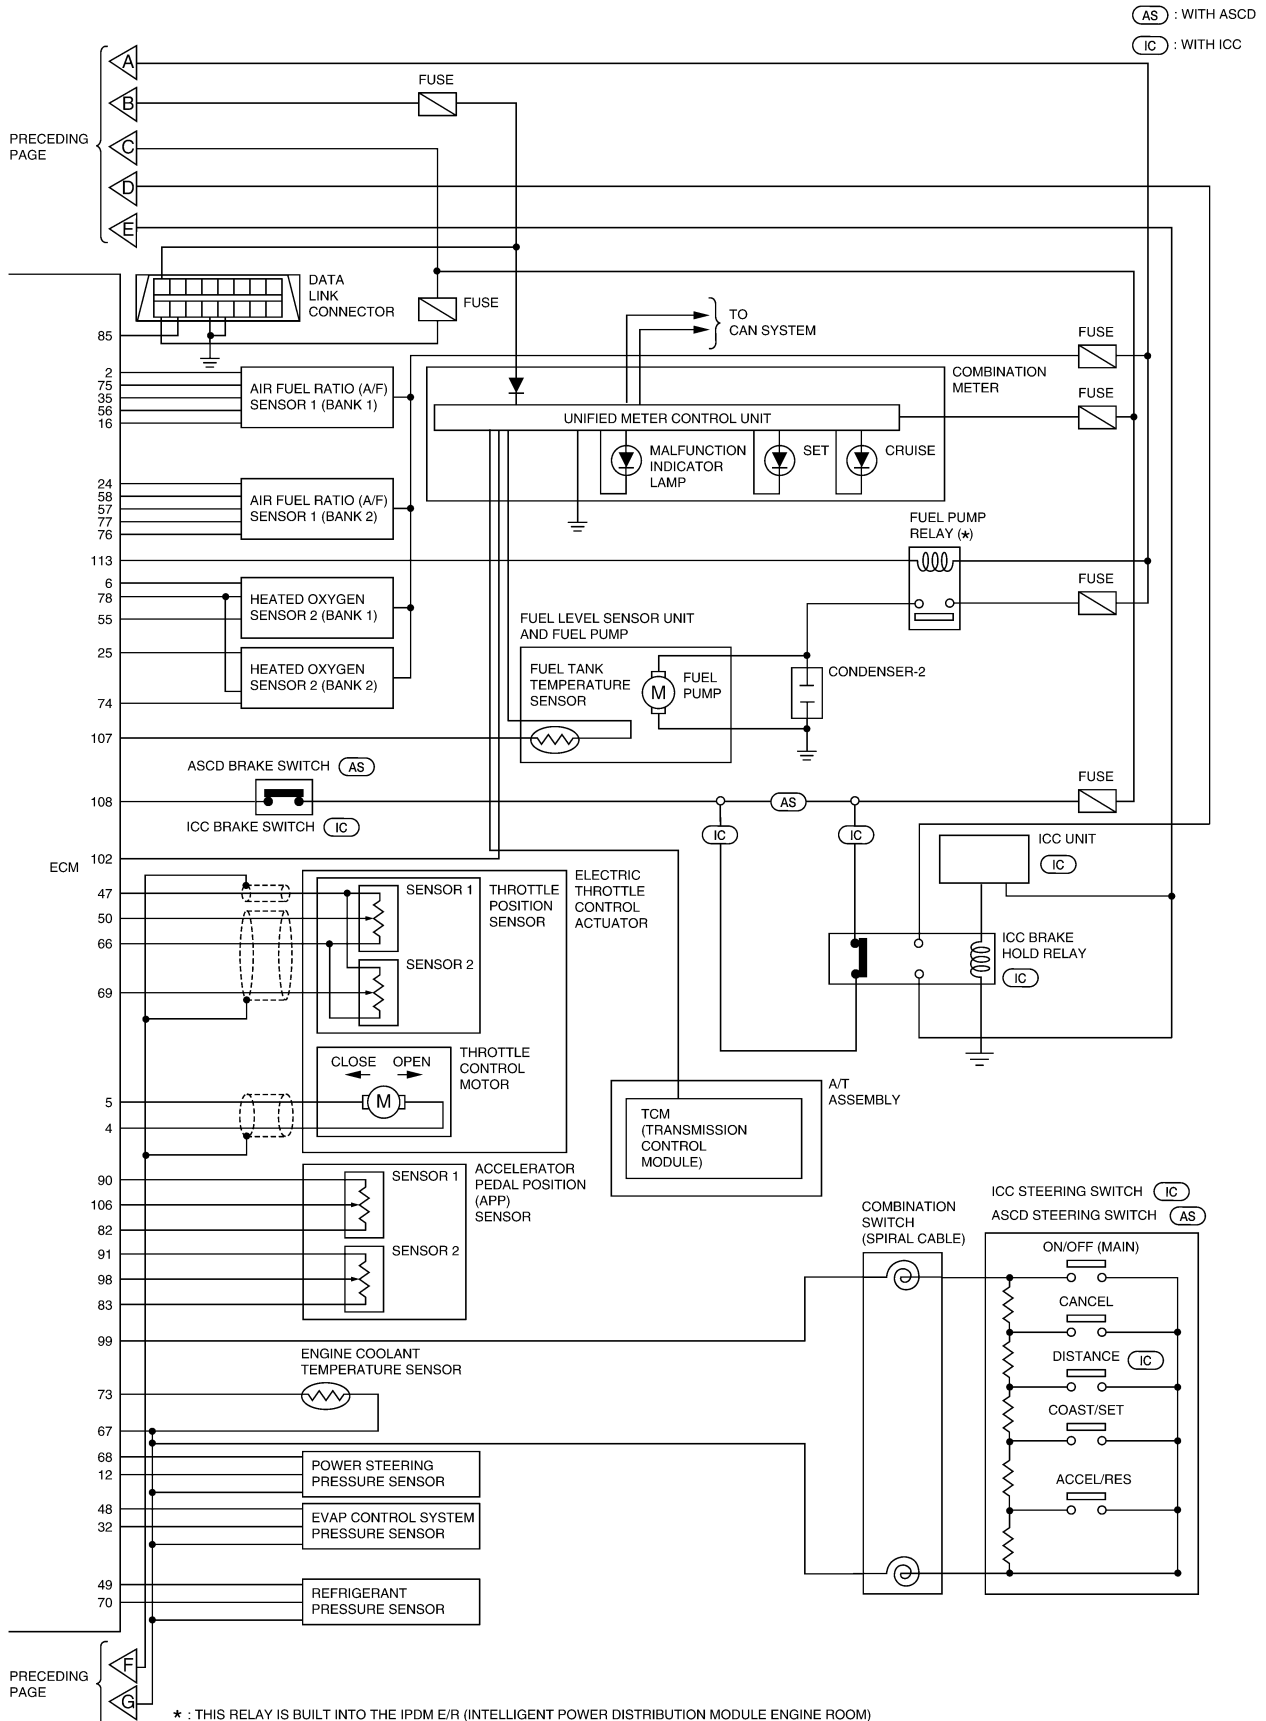 AS : WITH ASCD
IC : WITH ICC
A
FUSE
B
PRECEDING
PAGE
C
D
E
DATA
LINK
CONNECTOR
FUSE
TO
CAN SYSTEM
85
FUSE
2
75
35
56
16
AIR FUEL RATIO (A/F)
SENSOR 1 (BANK 1)
COMBINATION
METER
FUSE
UNIFIED METER CONTROL UNIT
MALFUNCTION
INDICATOR
LAMP
SET
CRUISE
24
58
57
77
76
AIR FUEL RATIO (A/F)
SENSOR 1 (BANK 2)
FUEL PUMP
RELAY (*)
113
6
78
55
HEATED OXYGEN
SENSOR 2 (BANK 1)
FUSE
FUEL LEVEL SENSOR UNIT
AND FUEL PUMP
25
74
HEATED OXYGEN
SENSOR 2 (BANK 2)
FUEL TANK
TEMPERATURE
SENSOR
M
FUEL
PUMP
CONDENSER-2
107
ASCD BRAKE SWITCH AS
108
ICC BRAKE SWITCH IC
AS
FUSE
IC
IC
ICC UNIT
IC
ECM
102
47
50
66
69
SENSOR 1
THROTTLE
POSITION
SENSOR
SENSOR 2
ELECTRIC
THROTTLE
CONTROL
ACTUATOR
ICC BRAKE
HOLD RELAY
IC
CLOSE OPEN
THROTTLE
CONTROL
MOTOR
5
4
M
A/T
ASSEMBLY
TCM
(TRANSMISSION
CONTROL
MODULE)
90
106
82
91
98
83
SENSOR 1
SENSOR 2
ACCELERATOR
PEDAL POSITION
(APP)
SENSOR
ICC STEERING SWITCH IC
ASCD STEERING SWITCH AS
COMBINATION
SWITCH
(SPIRAL CABLE)
ON/OFF (MAIN)
CANCEL
DISTANCE IC
COAST/SET
ACCEL/RES
99
ENGINE COOLANT
TEMPERATURE SENSOR
73
67
68
12
POWER STEERING
PRESSURE SENSOR
48
32
EVAP CONTROL SYSTEM
PRESSURE SENSOR
49
70
REFRIGERANT
PRESSURE SENSOR
PRECEDING
PAGE
F
G
* : THIS RELAY IS BUILT INTO THE IPDM E/R (INTELLIGENT POWER DISTRIBUTION MODULE ENGINE ROOM)